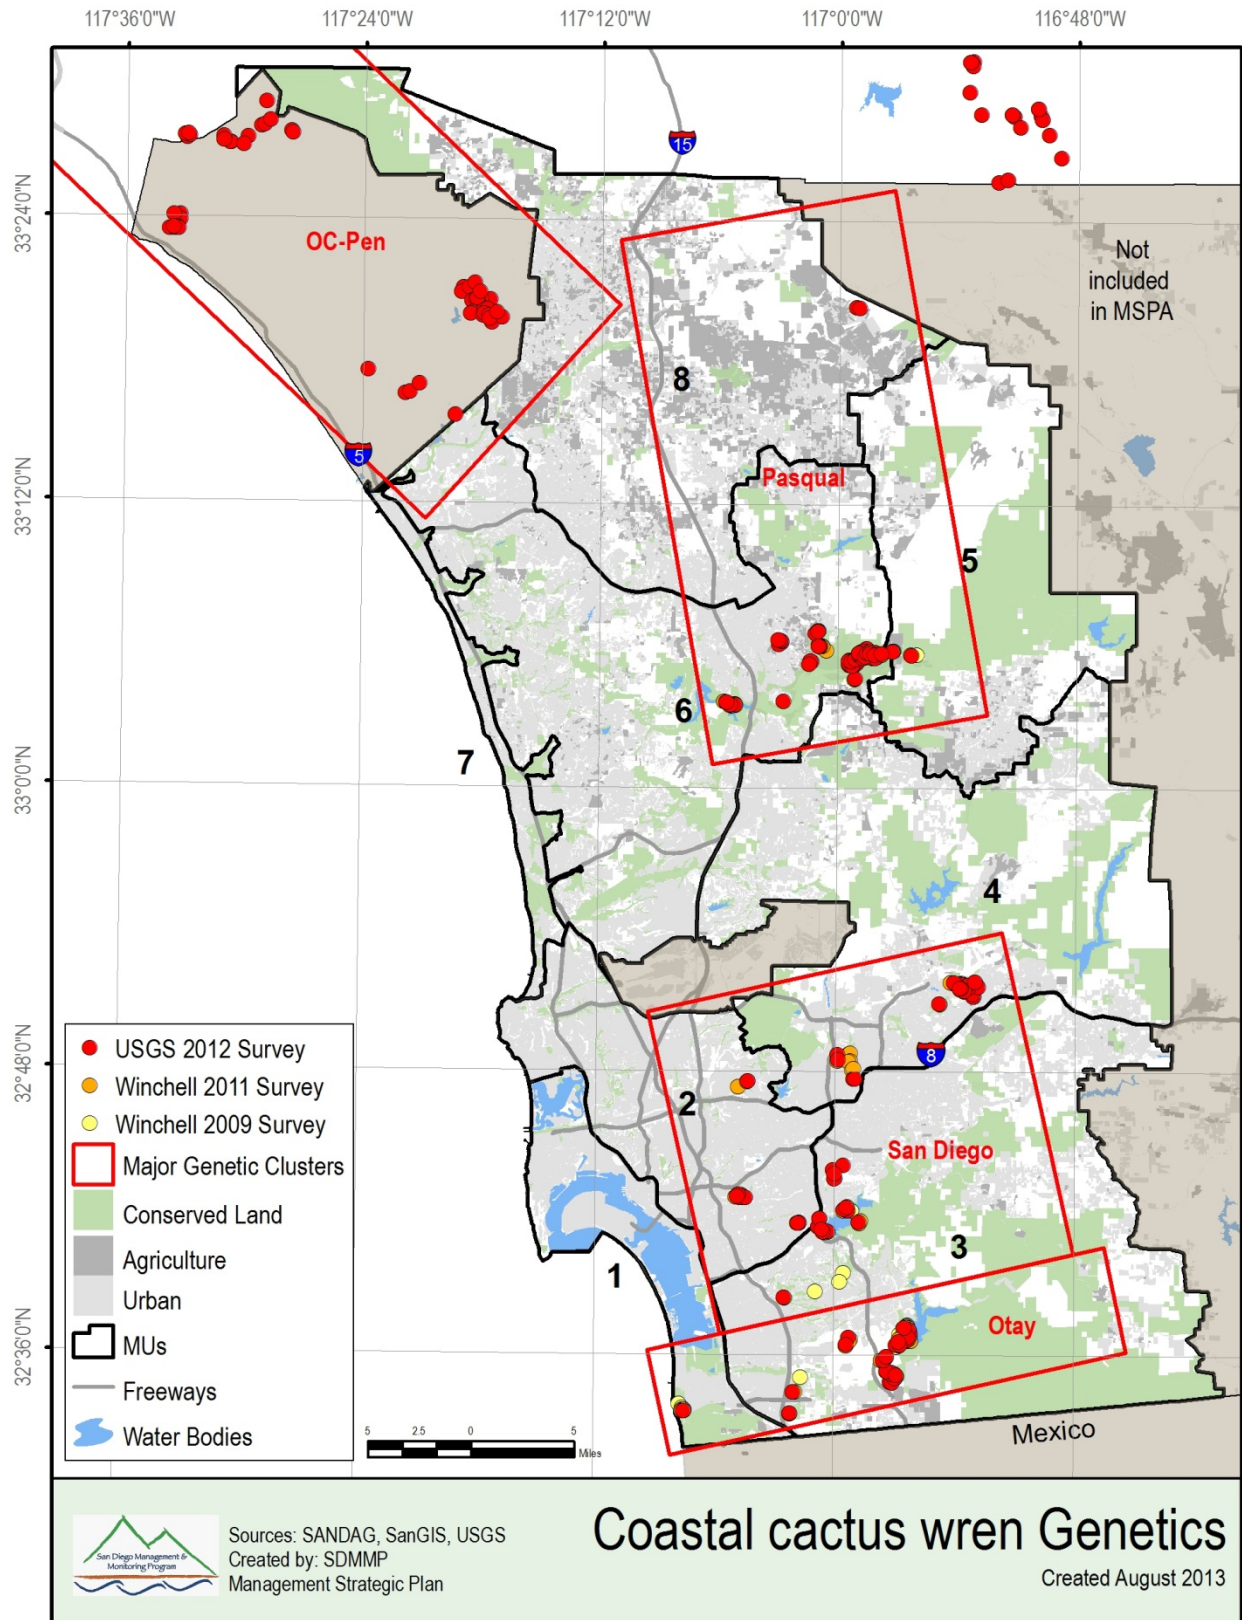 117°36'0"W 117°24'0"W 117°12'0"W 117°0'0"W 116°48'0"W
15
33°24'0"N
OC-Pen
Not
included
in MSPA
8
5
33°12'0"N
Pasqual
5
6
7
33°0'0"N
4
32°48'0"N
8
2
San Diego
3
1
32°36'0"N
Otay
Mexico
USGS 2012 Survey
Winchell 2011 Survey
Winchell 2009 Survey
Major Genetic Clusters
Conserved Land
Agriculture
Urban
MUs
Freeways
Water Bodies
5 2.5 0 5
Miles
San Diego Management &
Monitoring Program
Sources: SANDAG, SanGIS, USGS
Created by: SDMMP
Management Strategic Plan
Coastal cactus wren Genetics
Created August 2013